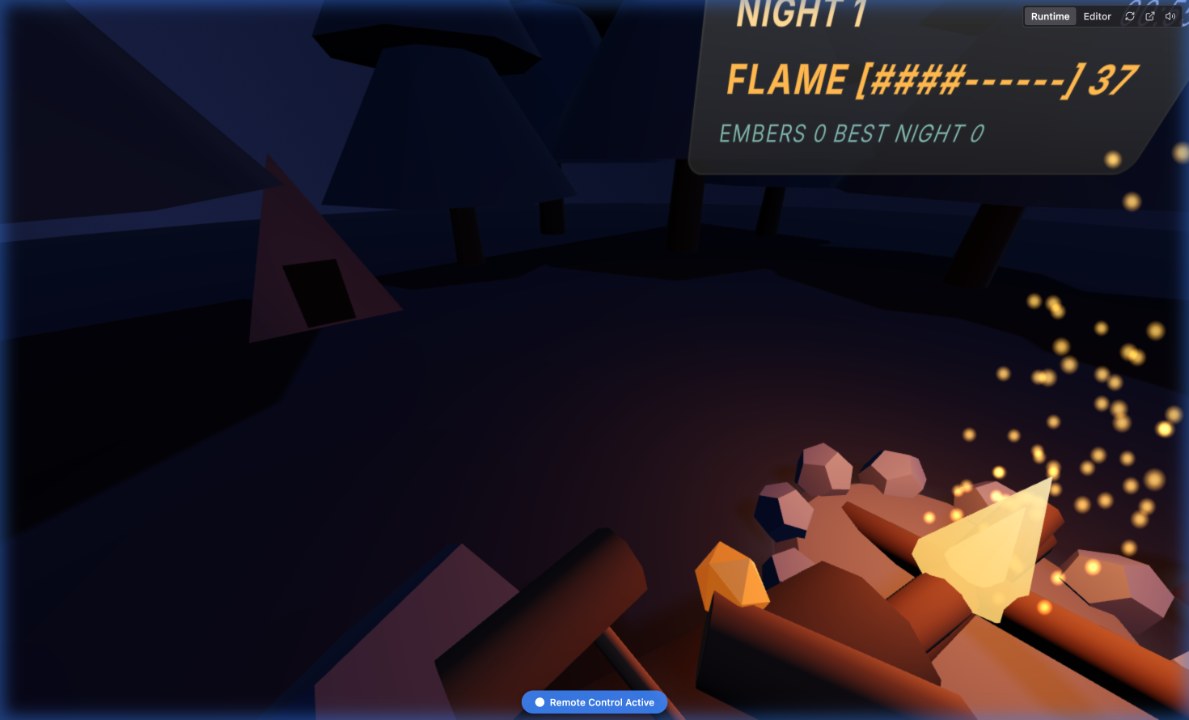 NIGHT 1
Runtime Editor
FLAME [####------] 37
EMBERS 0 BEST NIGHT 0
Remote Control Active